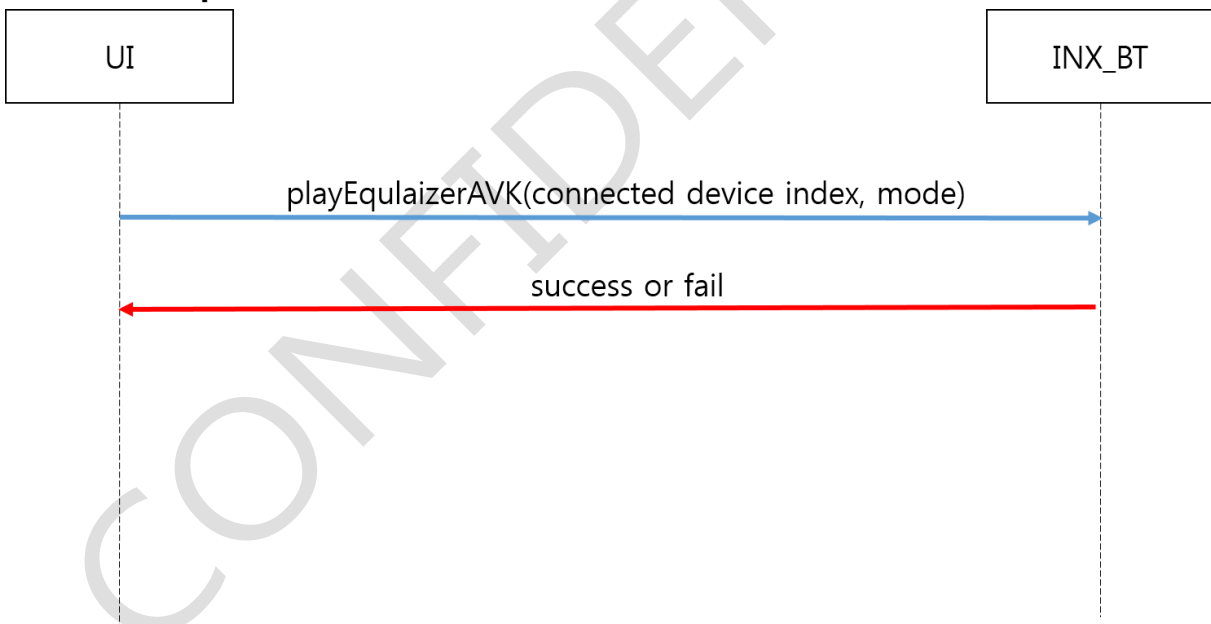 UI
INX_BT
playEqulaizerAVK(connected device index, mode)
success or fail
CONFIDE